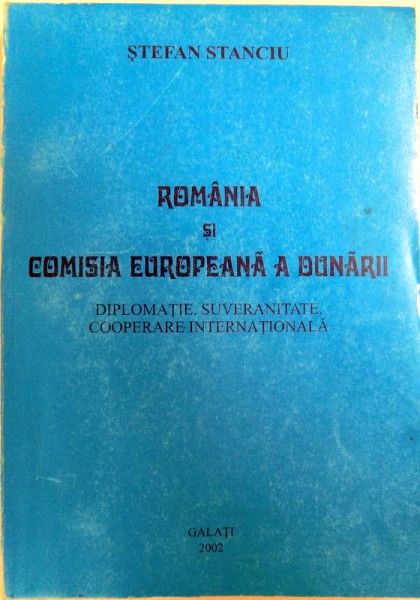 ŞTEFAN STANCIU
ROMÂNIA
ŞI
COMISIA EUROPEANĂ A DUNĂRII
DIPLOMAŢIE. SUVERANITATE.
COOPERARE INTERNAŢIONALĂ
GALAŢI
2002